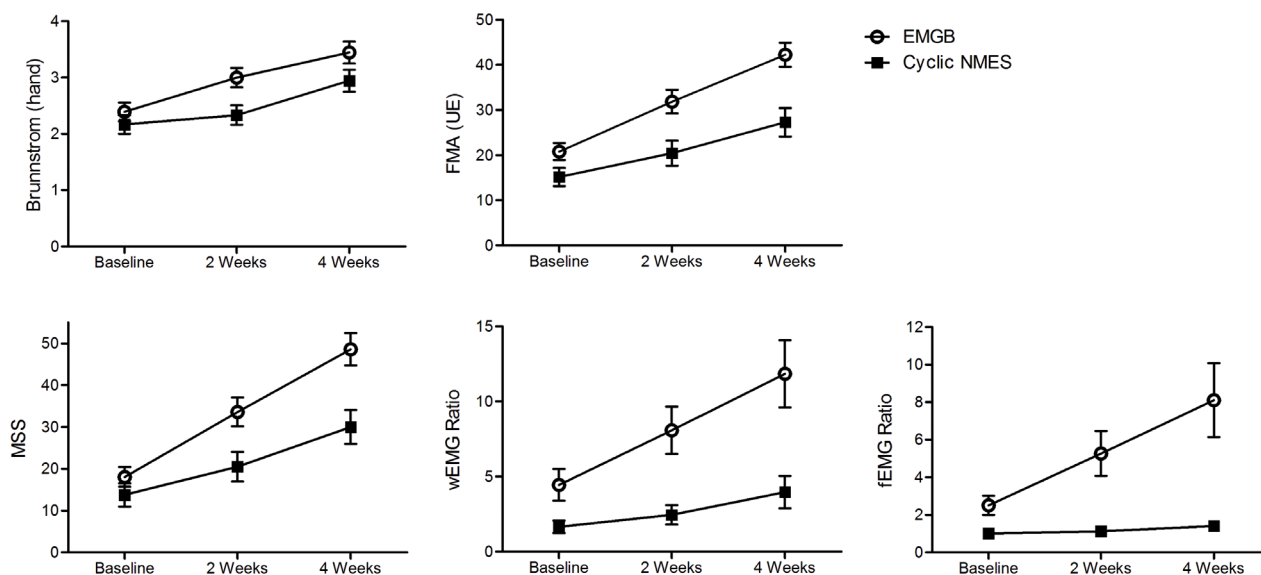 Brunnstrom (hand)
4
3
2
1
0
Baseline 2 Weeks 4 Weeks
FMA (UE)
50
40
30
20
10
0
Baseline 2 Weeks 4 Weeks
EMGB
Cyclic NMES
MSS
50
40
30
20
10
0
Baseline 2 Weeks 4 Weeks
wEMG Ratio
15
10
5
0
Baseline 2 Weeks 4 Weeks
fEMG Ratio
12
10
8
6
4
2
0
Baseline 2 Weeks 4 Weeks